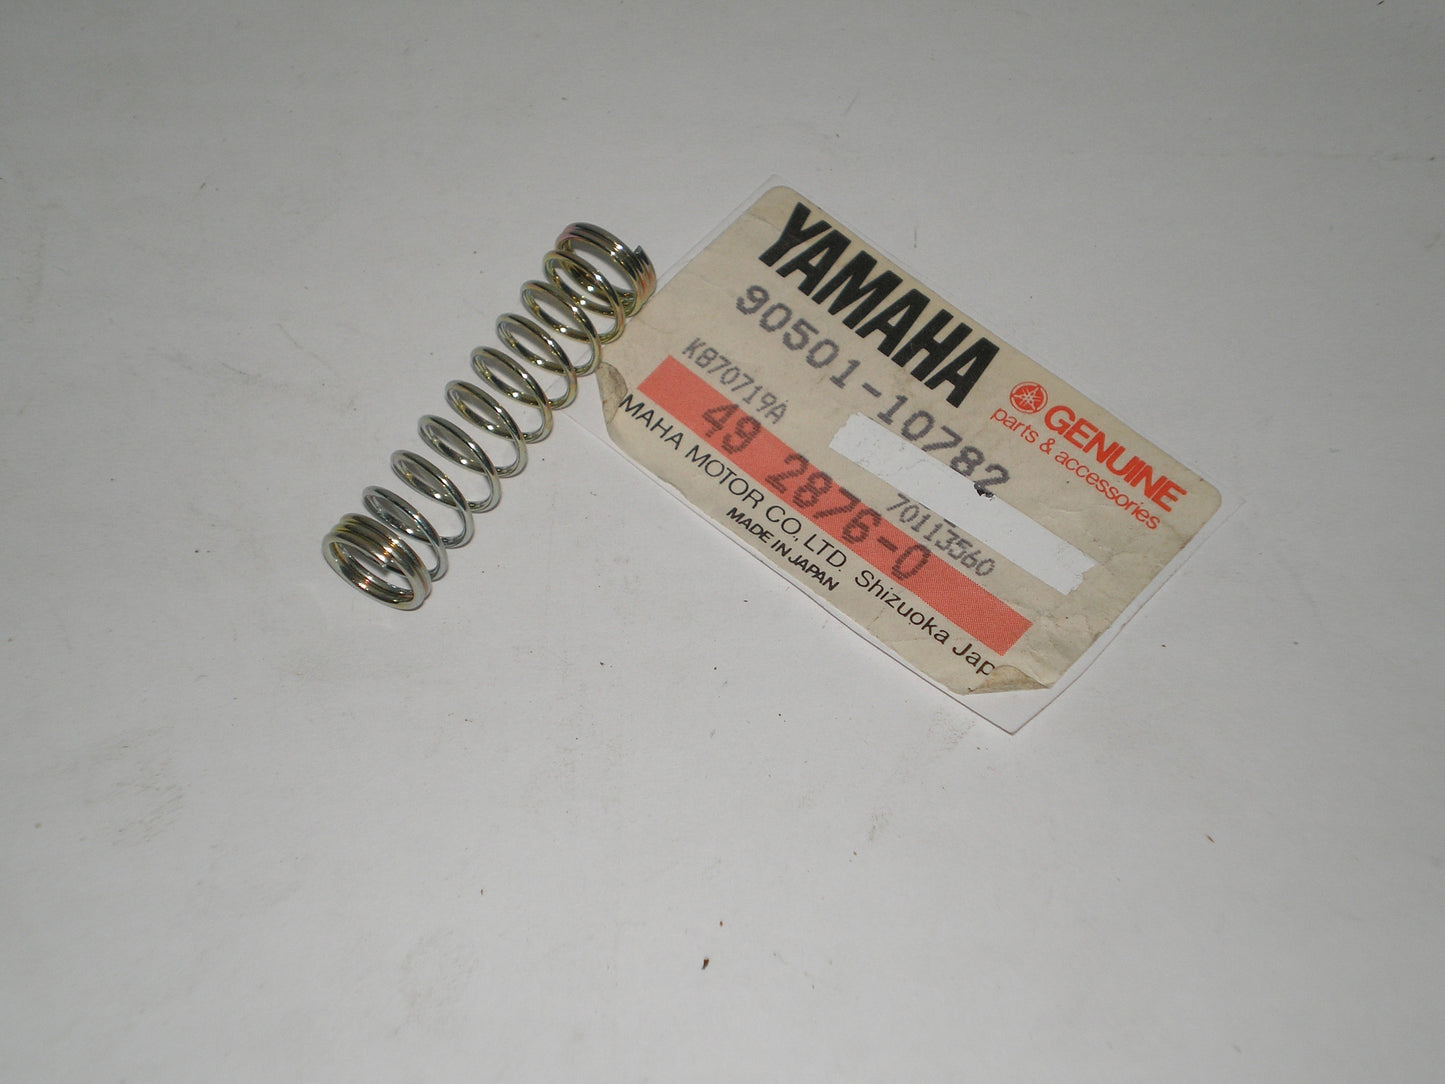 YAMAHA
90501-10782
GENUINE
parts & accessories
KB70719A
70113560
49 2876-0
MAHA MOTOR CO., LTD. Shizuoka Jap
MADE IN JAPAN